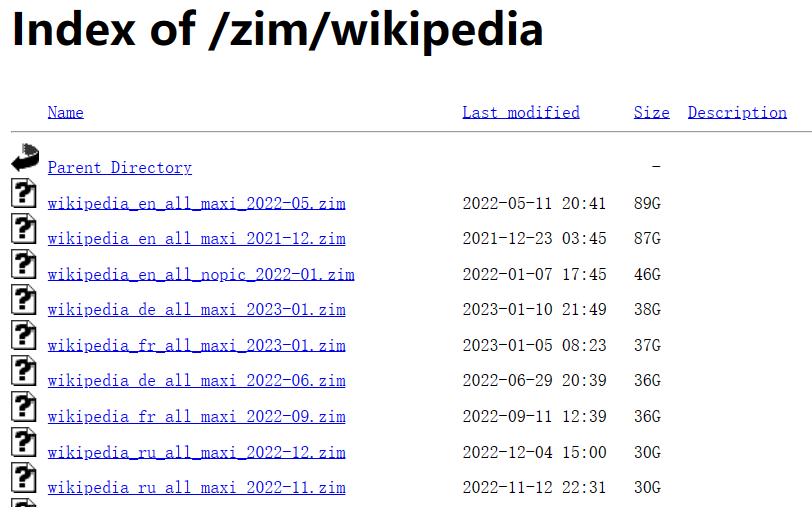 Index of /zim/wikipedia
Name Last modified Size Description
Parent Directory -
wikipedia_en_all_maxi_2022-05.zim 2022-05-11 20:41 89G
wikipedia_en_all_maxi_2021-12.zim 2021-12-23 03:45 87G
wikipedia_en_all_nopic_2022-01.zim 2022-01-07 17:45 46G
wikipedia_de_all_maxi_2023-01.zim 2023-01-10 21:49 38G
wikipedia_fr_all_maxi_2023-01.zim 2023-01-05 08:23 37G
wikipedia_de_all_maxi_2022-06.zim 2022-06-29 20:39 36G
wikipedia_fr_all_maxi_2022-09.zim 2022-09-11 12:39 36G
wikipedia_ru_all_maxi_2022-12.zim 2022-12-04 15:00 30G
wikipedia_ru_all_maxi_2022-11.zim 2022-11-12 22:31 30G